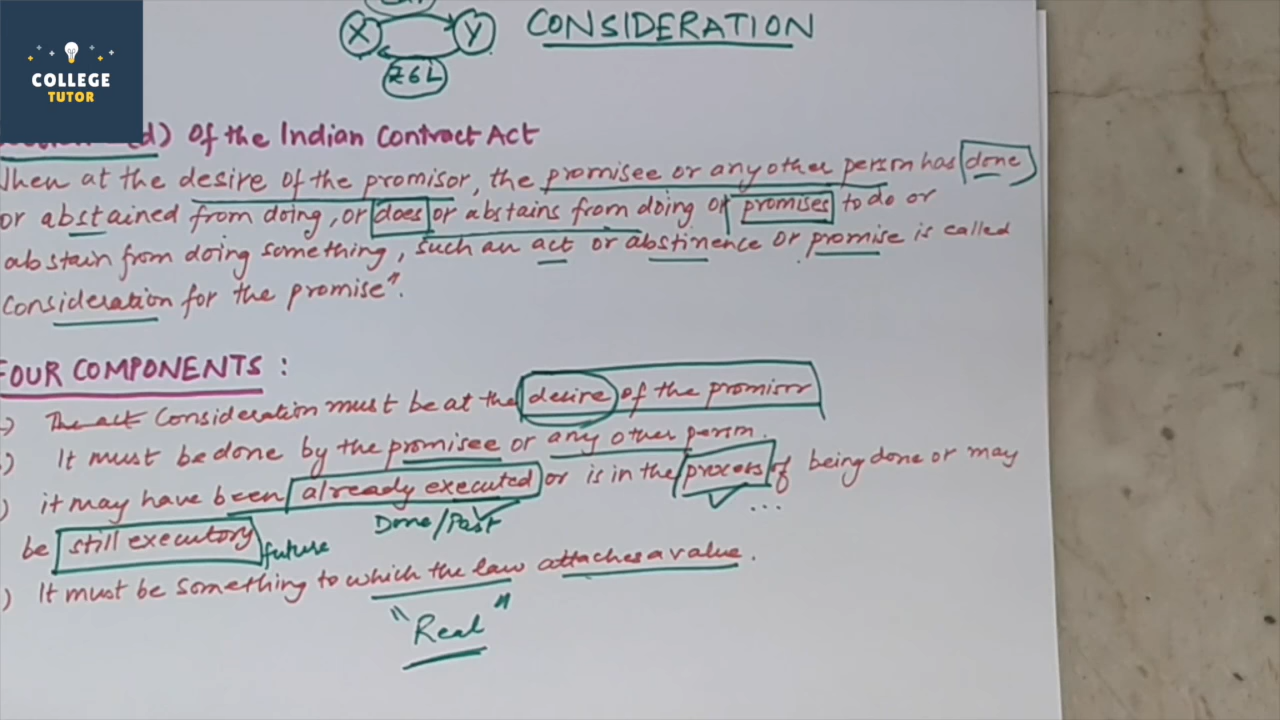 X Y CONSIDERATION
₹6L
COLLEGE
TUTOR
d) Of the Indian Contract Act
When at the desire of the promisor, the promisee or any other person has done
or abstained from doing, or does or abstains from doing or promises to do or
abstain from doing something, such an act or abstinence or promise is called
Consideration for the promise".
FOUR COMPONENTS :
) The act Consideration must be at the desire of the promisor
) It must be done by the promisee or any other person.
) it may have been already executed or is in the process of being done or may
Done/Past ...
be still executory future
) It must be something to which the law attaches a value.
"Real"